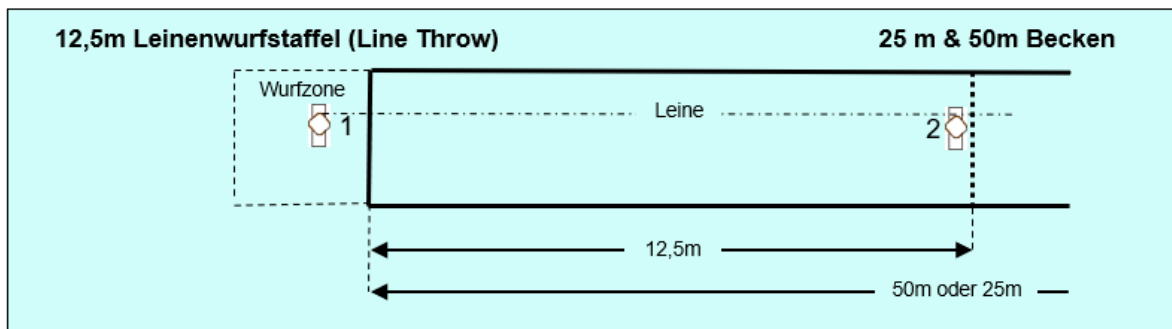 12,5m Leinenwurfstaffel (Line Throw) 25 m & 50m Becken
Wurfzone
Leine
1
2
12,5m
50m oder 25m